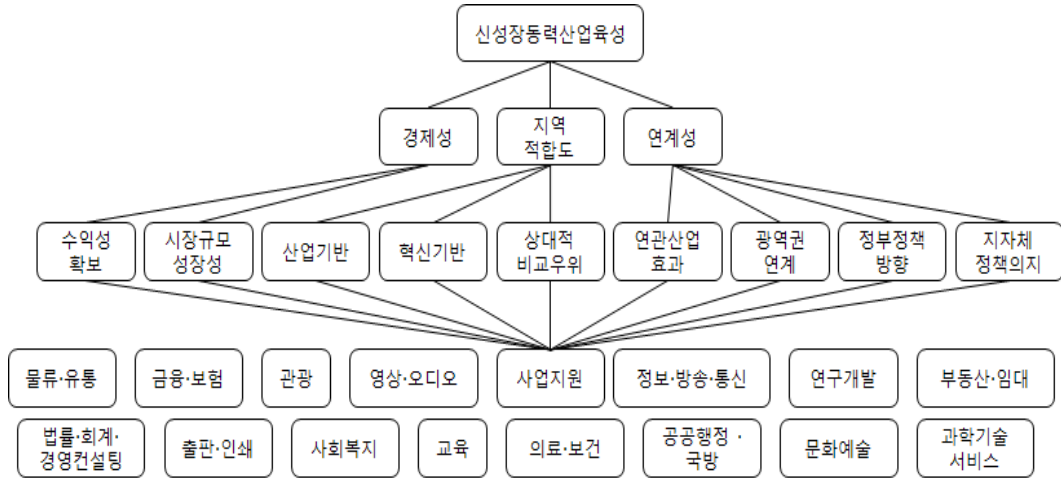 신성장동력산업육성
경제성
지역
적합도
연계성
수익성
확보
시장규모
성장성
산업기반
혁신기반
상대적
비교우위
연관산업
효과
광역권
연계
정부정책
방향
지자체
정책의지
물류·유통
금융·보험
관광
영상·오디오
사업지원
정보·방송·통신
연구개발
부동산·임대
법률·회계·
경영컨설팅
출판·인쇄
사회복지
교육
의료·보건
공공행정 ·
국방
문화예술
과학기술
서비스